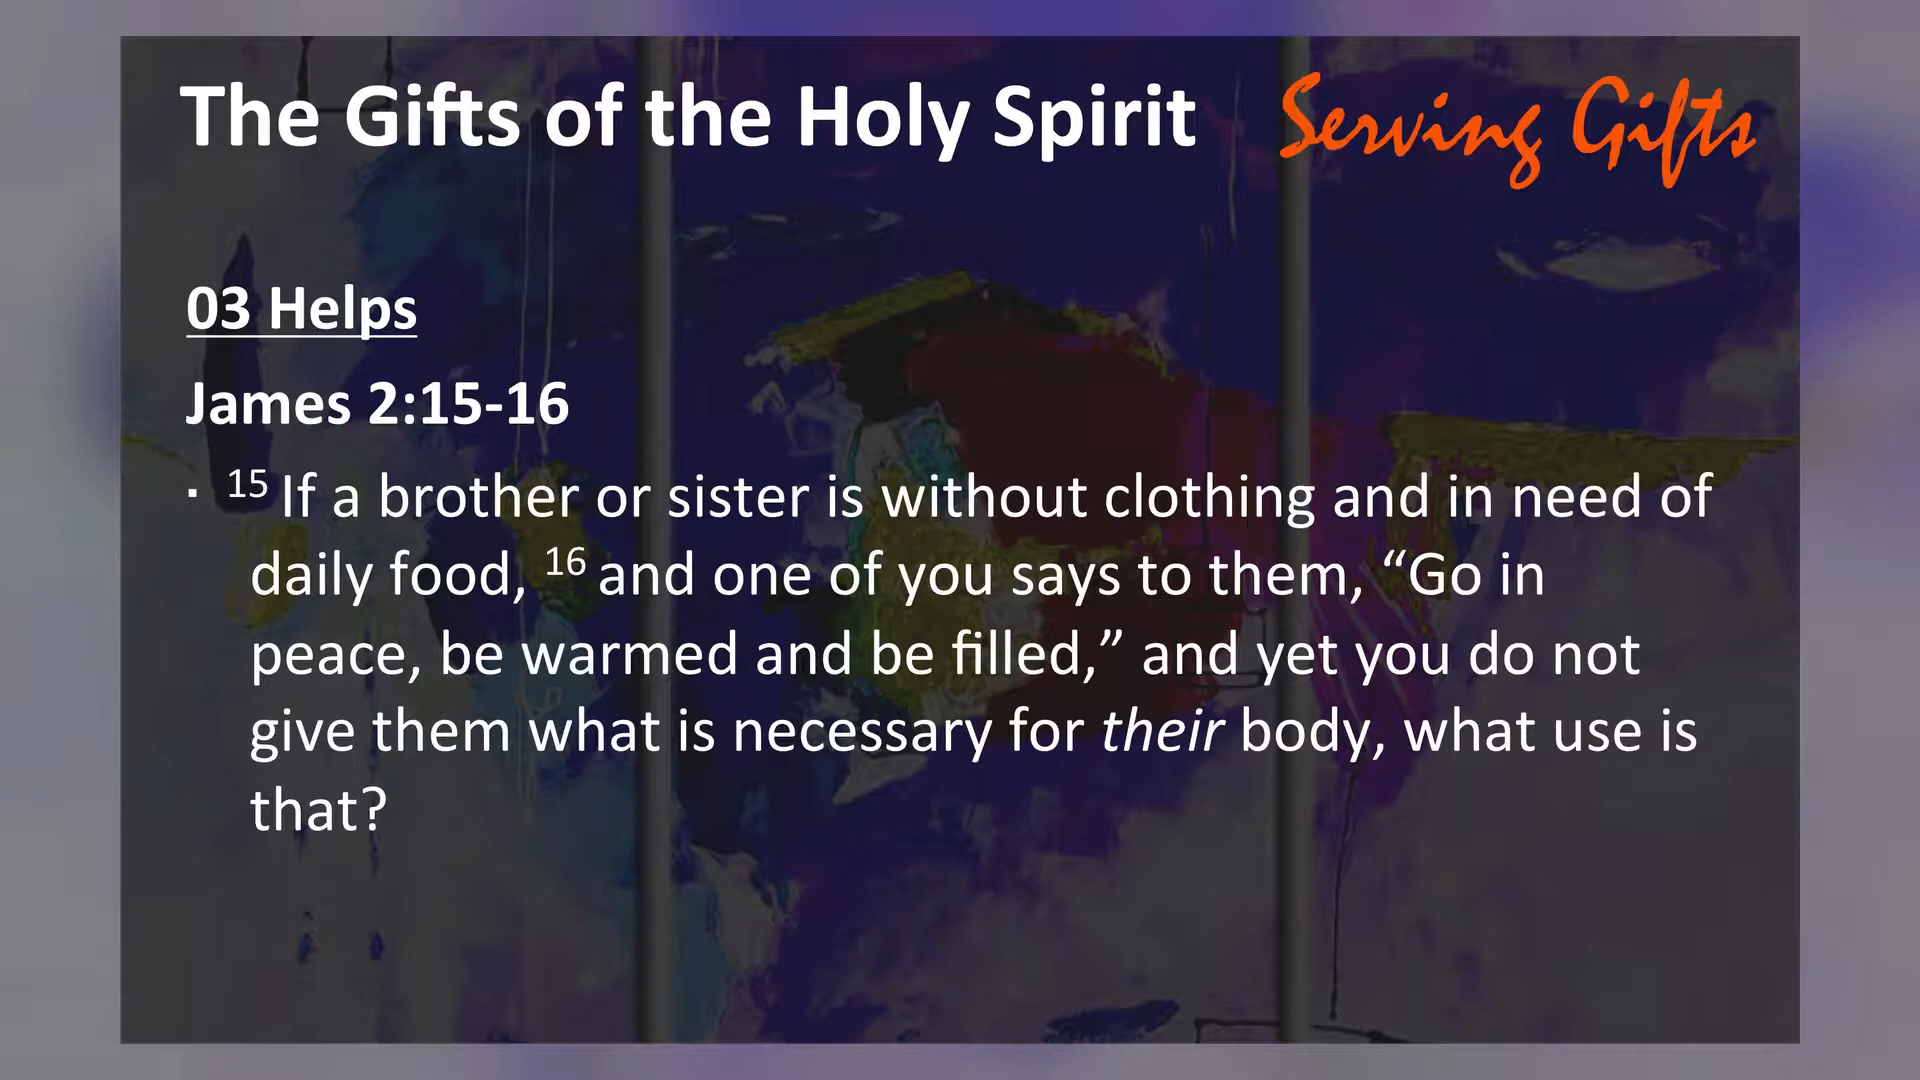 The Gifts of the Holy Spirit Serving Gifts
03 Helps
James 2:15-16
▪ 15 If a brother or sister is without clothing and in need of
daily food, 16 and one of you says to them, “Go in
peace, be warmed and be filled,” and yet you do not
give them what is necessary for their body, what use is
that?